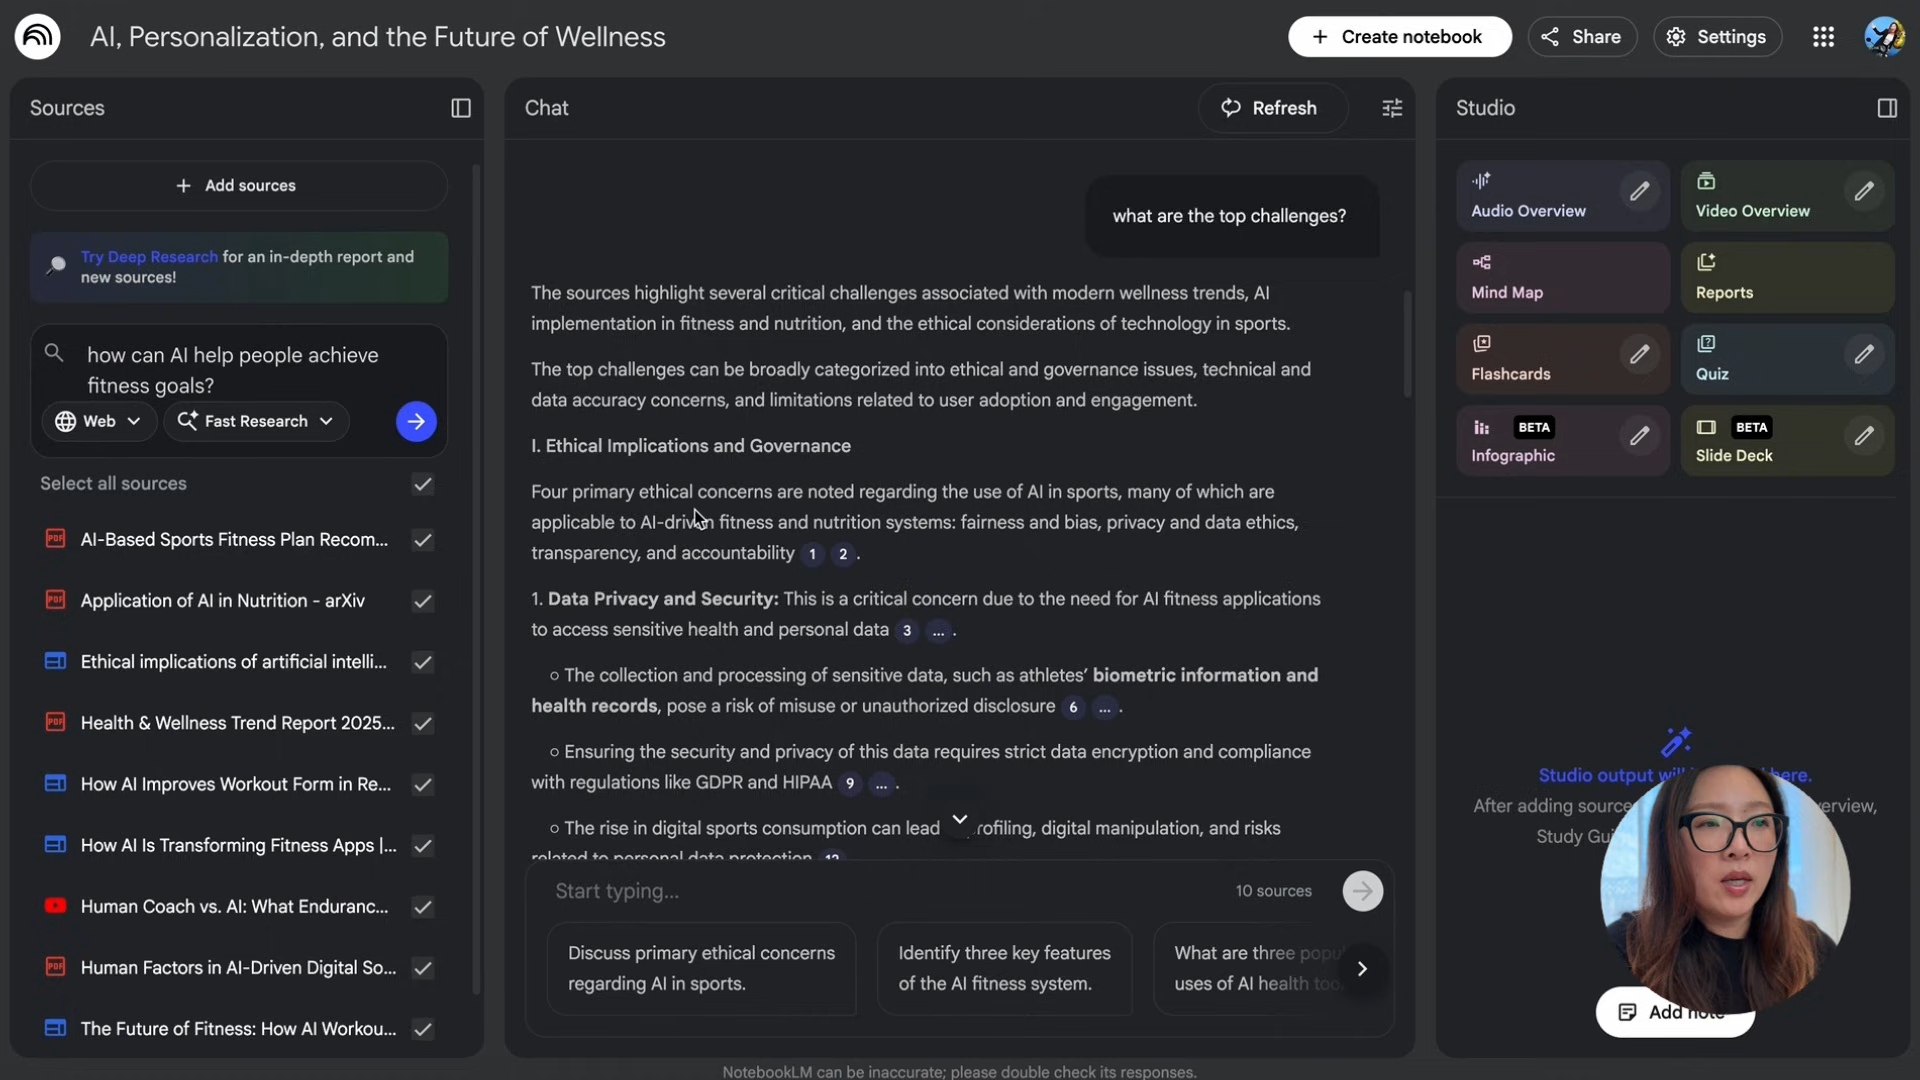 AI, Personalization, and the Future of Wellness
Create notebook
Share
Settings
Sources
Add sources
Try Deep Research for an in-depth report and
new sources!
how can AI help people achieve
fitness goals?
Web
Fast Research
Select all sources
PDF AI-Based Sports Fitness Plan Recom...
PDF Application of AI in Nutrition - arXiv
Ethical implications of artificial intelli...
PDF Health & Wellness Trend Report 2025...
How AI Improves Workout Form in Re...
How AI Is Transforming Fitness Apps |...
Human Coach vs. AI: What Enduranc...
PDF Human Factors in AI-Driven Digital So...
The Future of Fitness: How AI Workou...
Chat
Refresh
what are the top challenges?
The sources highlight several critical challenges associated with modern wellness trends, AI
implementation in fitness and nutrition, and the ethical considerations of technology in sports.
The top challenges can be broadly categorized into ethical and governance issues, technical and
data accuracy concerns, and limitations related to user adoption and engagement.
I. Ethical Implications and Governance
Four primary ethical concerns are noted regarding the use of AI in sports, many of which are
applicable to AI-driven fitness and nutrition systems: fairness and bias, privacy and data ethics,
transparency, and accountability 1 2 .
1. Data Privacy and Security: This is a critical concern due to the need for AI fitness applications
to access sensitive health and personal data 3 ... .
○ The collection and processing of sensitive data, such as athletes’ biometric information and
health records, pose a risk of misuse or unauthorized disclosure 6 ... .
○ Ensuring the security and privacy of this data requires strict data encryption and compliance
with regulations like GDPR and HIPAA 9 ... .
○ The rise in digital sports consumption can lead rofiling, digital manipulation, and risks
related to personal data protection 12
Start typing...
10 sources
Discuss primary ethical concerns
regarding AI in sports.
Identify three key features
of the AI fitness system.
What are three popu
uses of AI health too
NotebookLM can be inaccurate; please double check its responses.
Studio
Audio Overview
Video Overview
Mind Map
Reports
Flashcards
Quiz
BETA
Infographic
BETA
Slide Deck
Studio output will here.
After adding source erview,
Study Gui
Add note